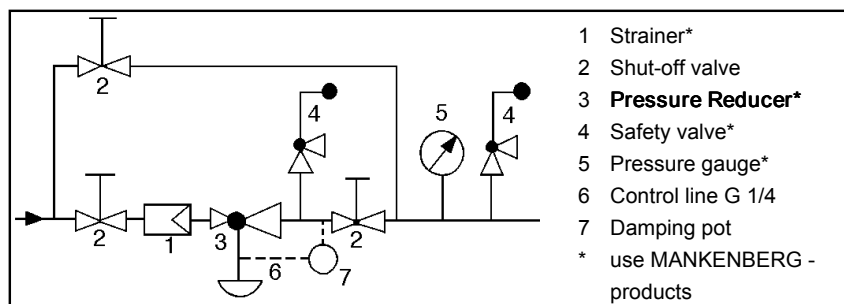 2
4
5
4
2
1
3
6
7
2
1 Strainer*
2 Shut-off valve
3 Pressure Reducer*
4 Safety valve*
5 Pressure gauge*
6 Control line G 1/4
7 Damping pot
* use MANKENBERG -
products